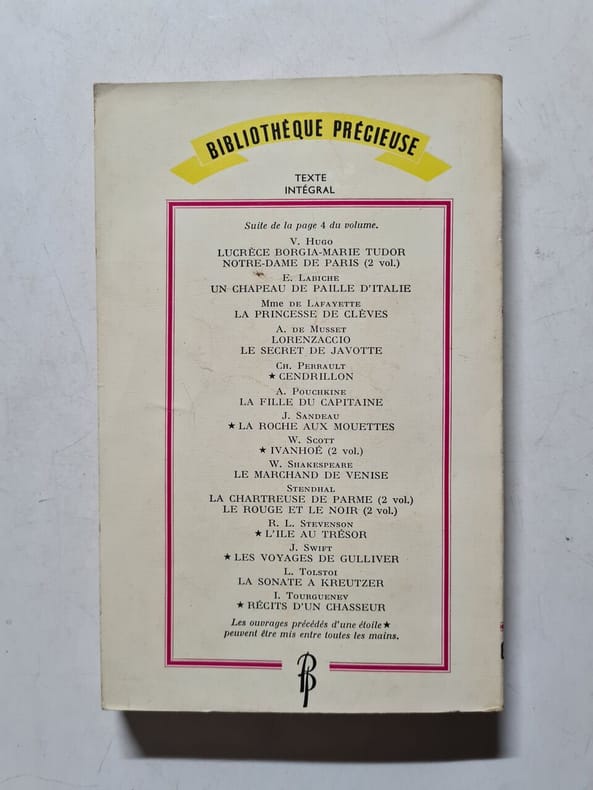 BIBLIOTHÈQUE PRÉCIEUSE
TEXTE
INTÉGRAL
Suite de la page 4 du volume.
V. Hugo
LUCRÈCE BORGIA-MARIE TUDOR
NOTRE-DAME DE PARIS (2 vol.)
E. Labiche
UN CHAPEAU DE PAILLE D'ITALIE
Mme de Lafayette
LA PRINCESSE DE CLÈVES
A. de Musset
LORENZACCIO
LE SECRET DE JAVOTTE
Ch. Perrault
★ CENDRILLON
A. Pouchkine
LA FILLE DU CAPITAINE
J. Sandeau
★ LA ROCHE AUX MOUETTES
W. Scott
★ IVANHOÉ (2 vol.)
W. Shakespeare
LE MARCHAND DE VENISE
Stendhal
LA CHARTREUSE DE PARME (2 vol.)
LE ROUGE ET LE NOIR (2 vol.)
R. L. Stevenson
★ L'ILE AU TRÉSOR
J. Swift
★ LES VOYAGES DE GULLIVER
L. Tolstoi
LA SONATE A KREUTZER
I. Tourguenev
★ RÉCITS D'UN CHASSEUR
Les ouvrages précédés d'une étoile ★
peuvent être mis entre toutes les mains.